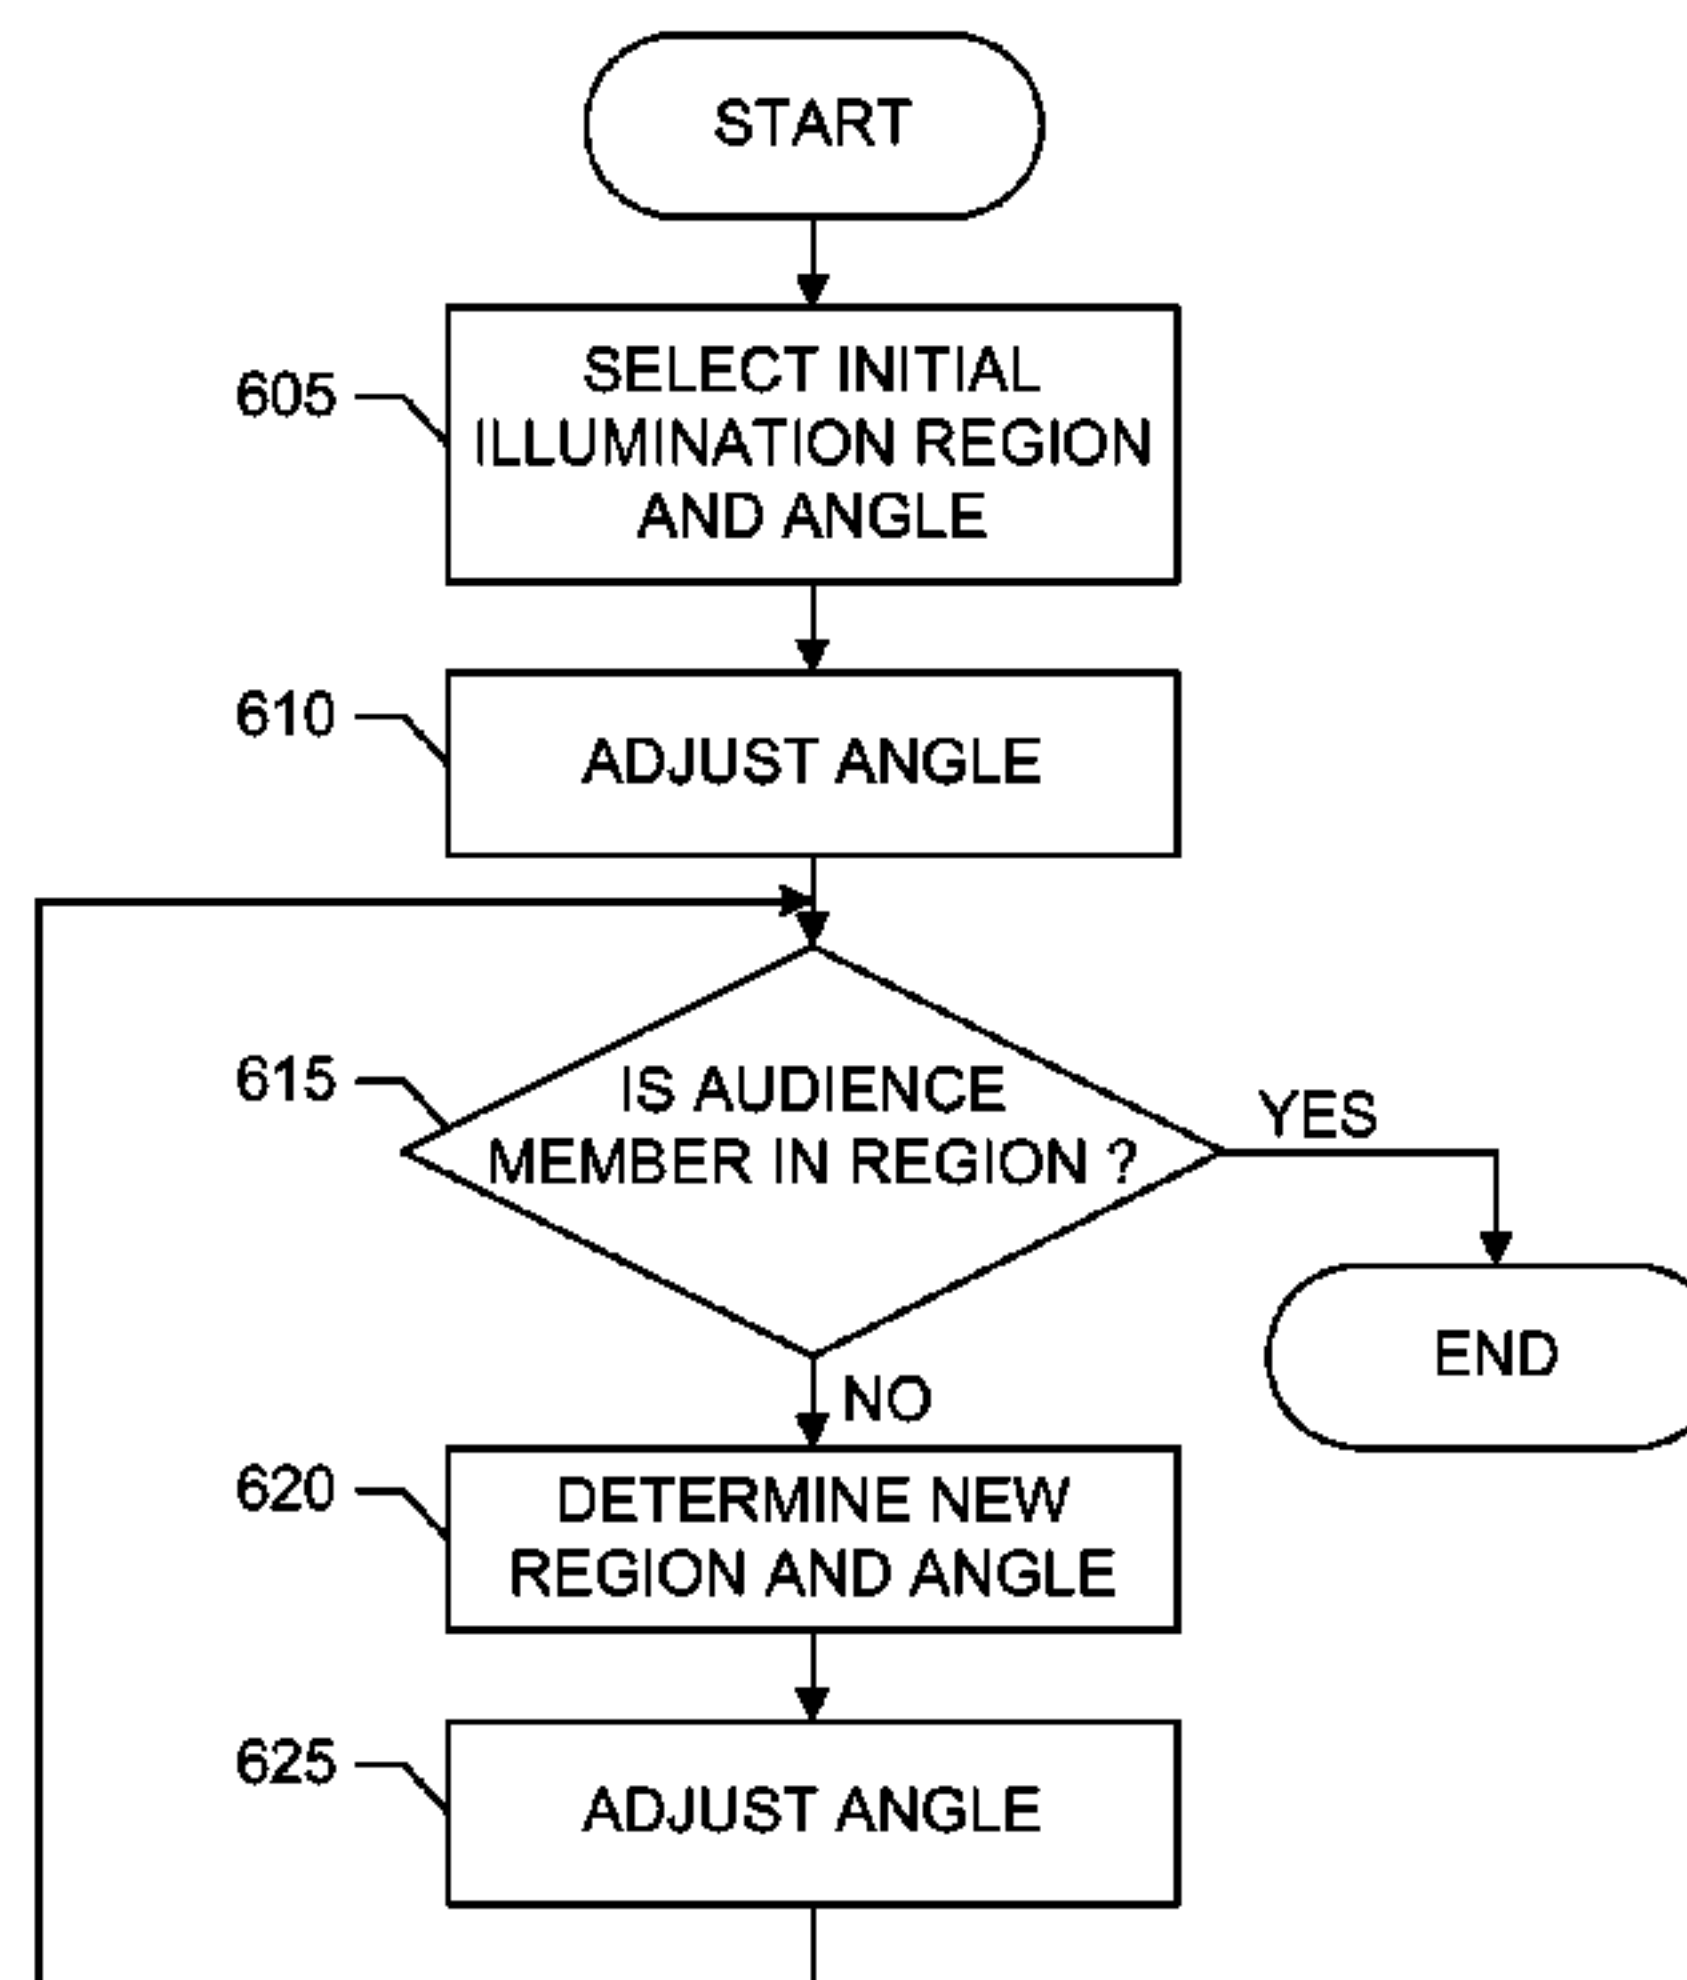 START
605
SELECT INITIAL
ILLUMINATION REGION
AND ANGLE
610
ADJUST ANGLE
615
IS AUDIENCE
MEMBER IN REGION ?
YES
END
NO
620
DETERMINE NEW
REGION AND ANGLE
625
ADJUST ANGLE